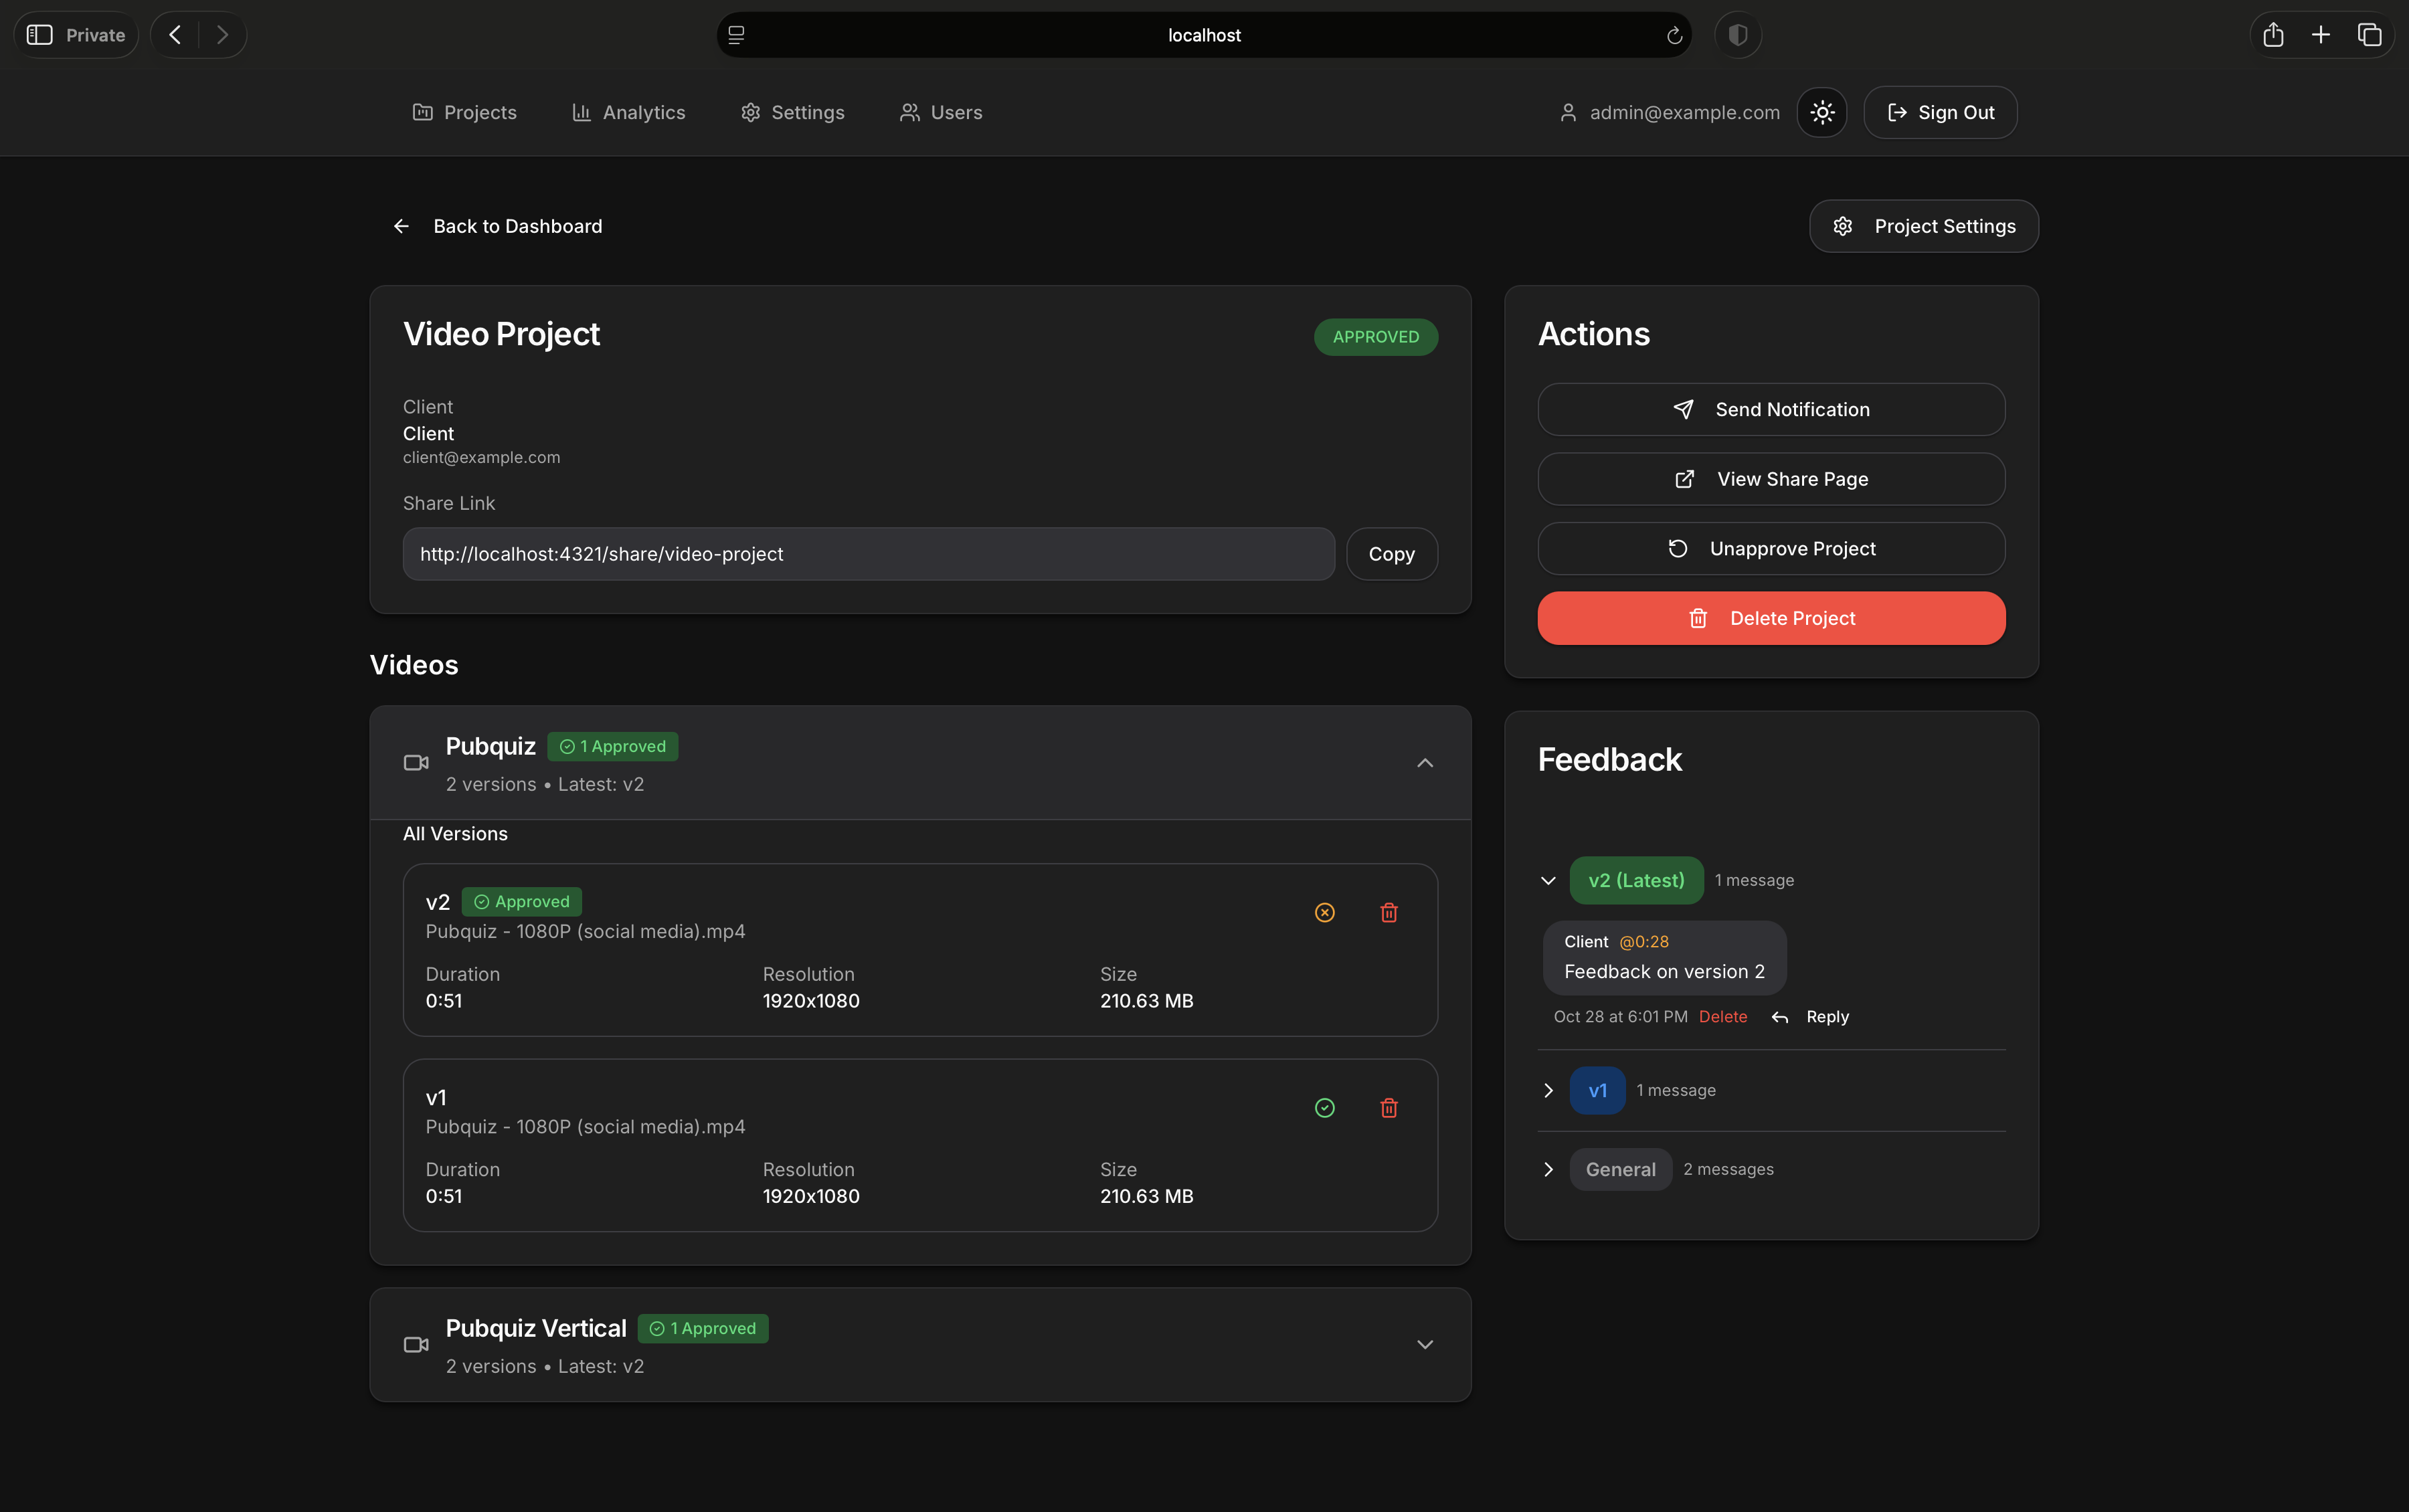 Private
localhost
Projects
Analytics
Settings
Users
admin@example.com
Sign Out
Back to Dashboard
Project Settings
Video Project
APPROVED
Client
Client
client@example.com
Share Link
http://localhost:4321/share/video-project
Copy
Actions
Send Notification
View Share Page
Unapprove Project
Delete Project
Videos
Pubquiz
1 Approved
2 versions • Latest: v2
All Versions
v2
Approved
Pubquiz - 1080P (social media).mp4
Duration
0:51
Resolution
1920x1080
Size
210.63 MB
v1
Pubquiz - 1080P (social media).mp4
Duration
0:51
Resolution
1920x1080
Size
210.63 MB
Pubquiz Vertical
1 Approved
2 versions • Latest: v2
Feedback
v2 (Latest)
1 message
Client @0:28
Feedback on version 2
Oct 28 at 6:01 PM Delete Reply
v1
1 message
General
2 messages